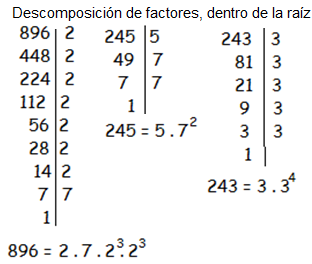 Descomposición de factores, dentro de la raíz
896 | 2
448 | 2
224 | 2
112 | 2
56 | 2
28 | 2
14 | 2
7 | 7
1 |
896 = 2 . 7 . 2³. 2³
245 | 5
49 | 7
7 | 7
1 |
245 = 5 . 7²
243 | 3
81 | 3
21 | 3
9 | 3
3 | 3
1 |
243 = 3 . 3⁴